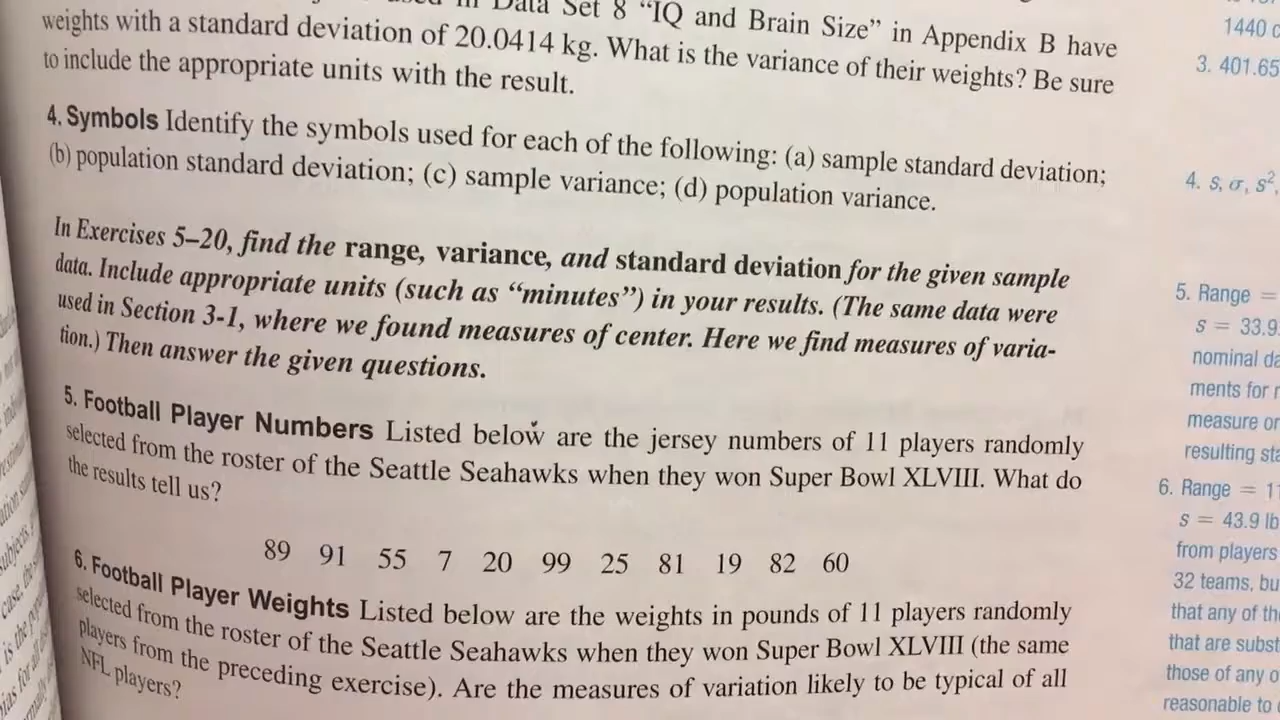 in Data Set 8 “IQ and Brain Size” in Appendix B have
weights with a standard deviation of 20.0414 kg. What is the variance of their weights? Be sure
to include the appropriate units with the result.
4. Symbols Identify the symbols used for each of the following: (a) sample standard deviation;
(b) population standard deviation; (c) sample variance; (d) population variance.
In Exercises 5–20, find the range, variance, and standard deviation for the given sample
data. Include appropriate units (such as “minutes”) in your results. (The same data were
used in Section 3-1, where we found measures of center. Here we find measures of varia-
tion.) Then answer the given questions.
5. Football Player Numbers Listed below are the jersey numbers of 11 players randomly
selected from the roster of the Seattle Seahawks when they won Super Bowl XLVIII. What do
the results tell us?
89 91 55 7 20 99 25 81 19 82 60
6. Football Player Weights Listed below are the weights in pounds of 11 players randomly
selected from the roster of the Seattle Seahawks when they won Super Bowl XLVIII (the same
players from the preceding exercise). Are the measures of variation likely to be typical of all
NFL players?
1440
3. 401.65
4. s, σ, s²,
5. Range =
s = 33.9
nominal
ments for
measure
resulting
6. Range = 11
s = 43.9 lb
from players
32 teams,
that any of
that are
those of any
reasonable to